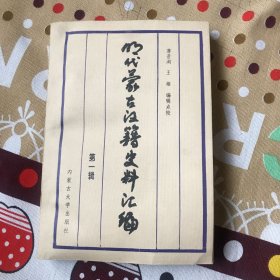 薄音湖 王雄 编辑点校
明代蒙古汉籍史料汇编
第一辑
内蒙古大学出版社